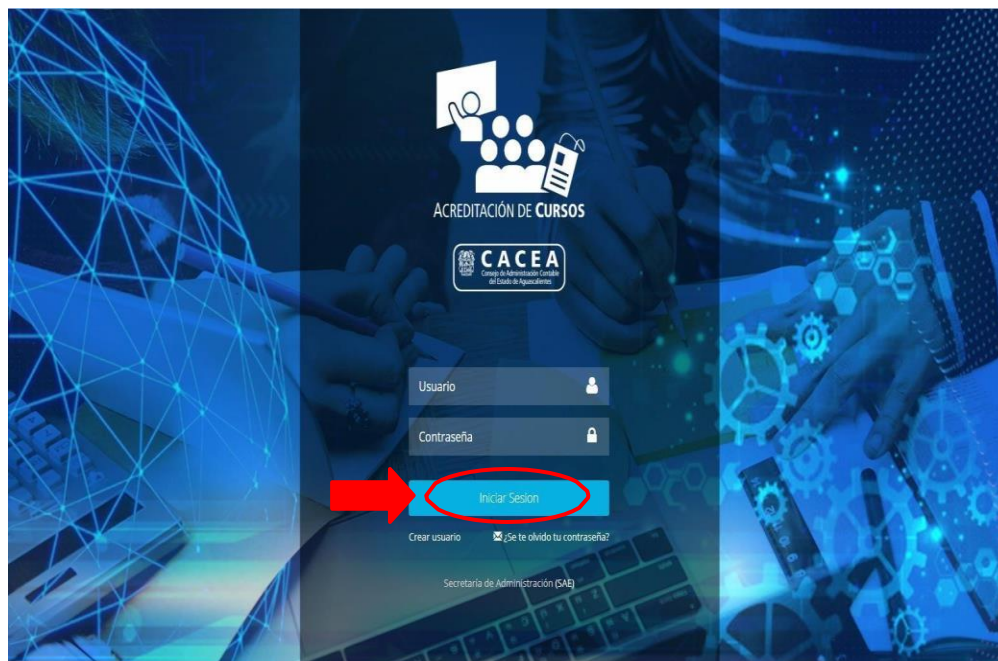 ACREDITACIÓN DE CURSOS
CACEA
Consejo de Administración Contable
del Estado de Aguascalientes
Usuario
Contraseña
Iniciar Sesion
Crear usuario
¿Se te olvido tu contraseña?
Secretaría de Administración (SAE)